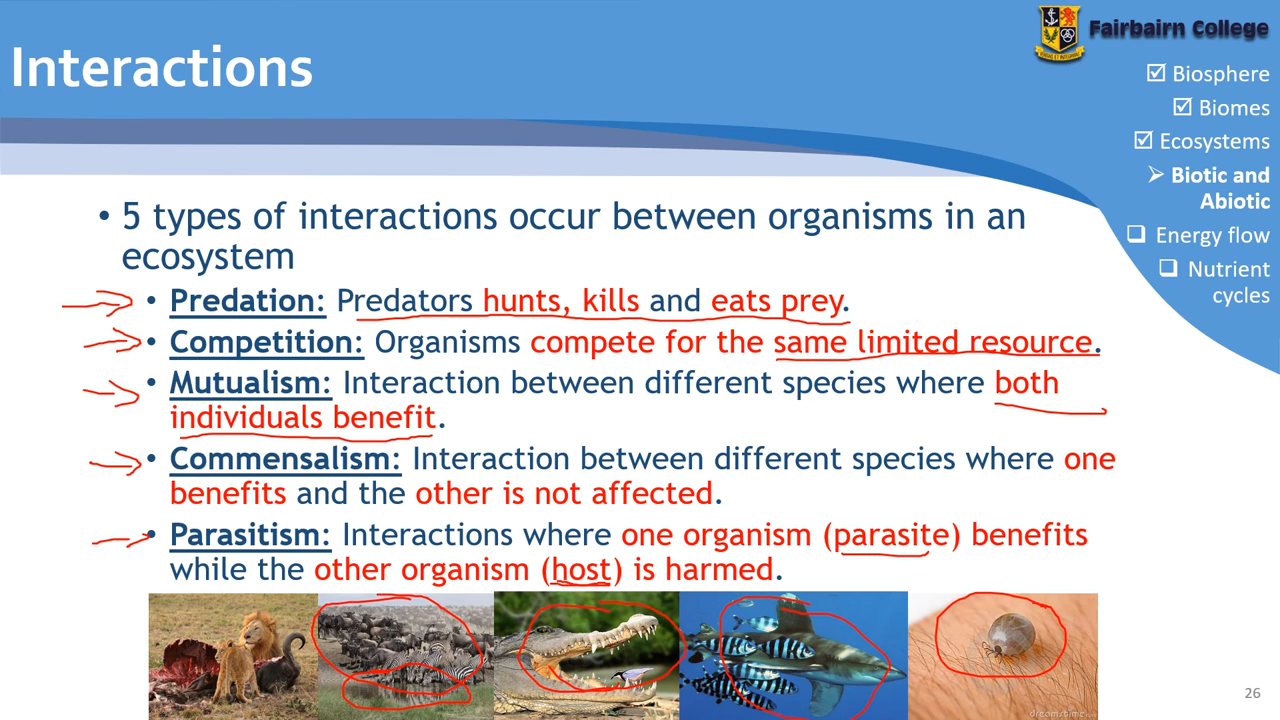 Interactions
Fairbairn College
☑ Biosphere
☑ Biomes
☑ Ecosystems
➢ Biotic and
Abiotic
❑ Energy flow
❑ Nutrient
cycles
• 5 types of interactions occur between organisms in an
ecosystem
• Predation: Predators hunts, kills and eats prey.
• Competition: Organisms compete for the same limited resource.
• Mutualism: Interaction between different species where both
individuals benefit.
• Commensalism: Interaction between different species where one
benefits and the other is not affected.
• Parasitism: Interactions where one organism (parasite) benefits
while the other organism (host) is harmed.
26